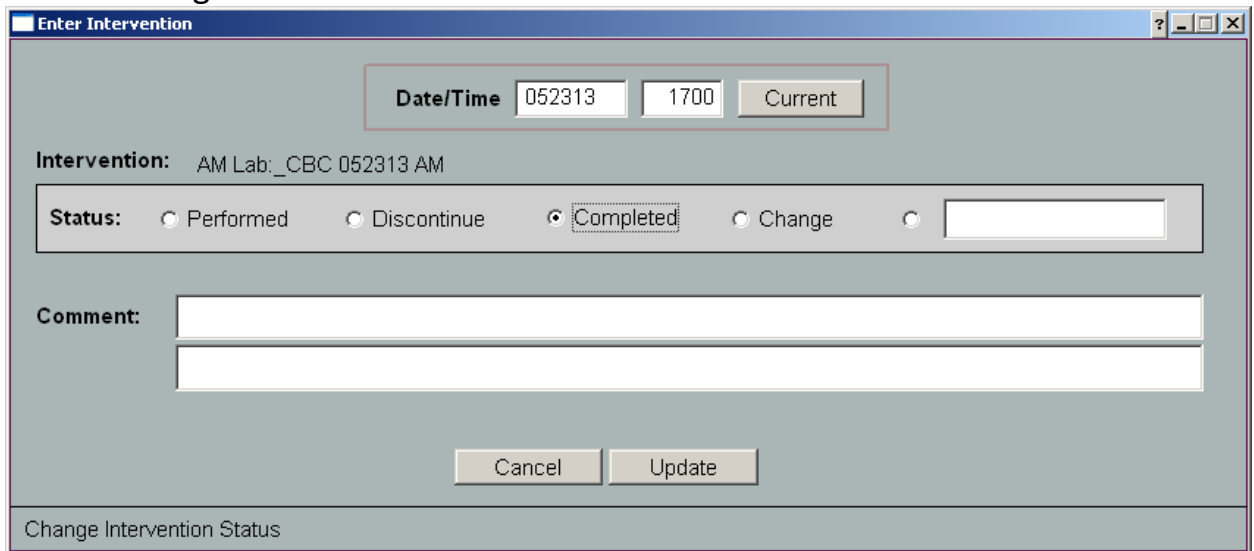 Enter Intervention
Date/Time 052313 1700 Current
Intervention: AM Lab:_CBC 052313 AM
Status: Performed Discontinue Completed Change
Comment:
Cancel Update
Change Intervention Status